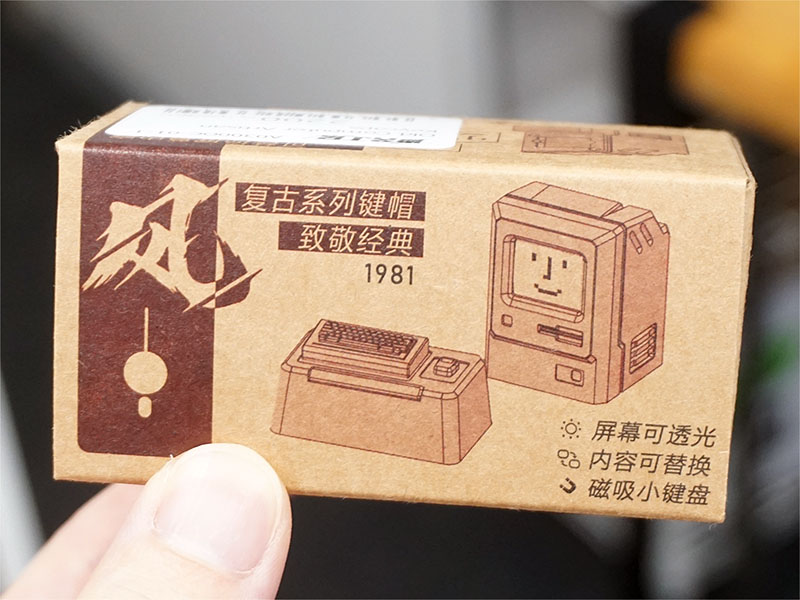 复古系列键帽
致敬经典
1981
屏幕可透光
内容可替换
磁吸小键盘